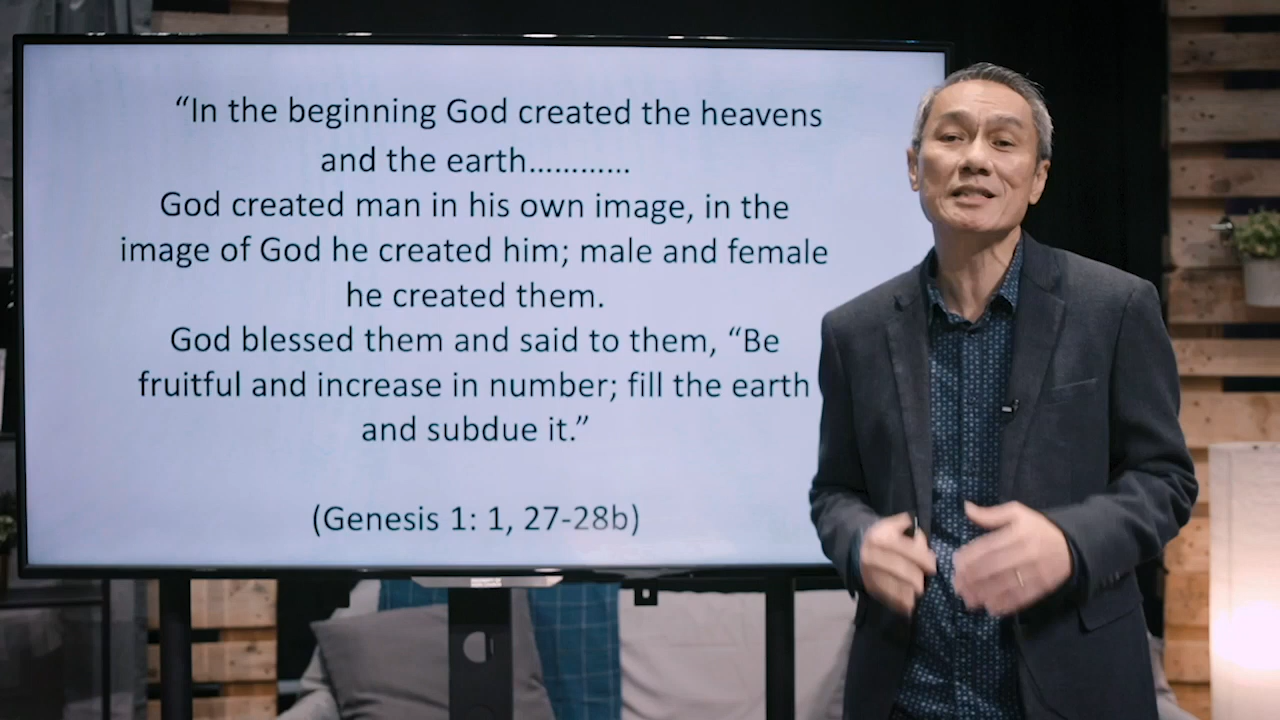 “In the beginning God created the heavens
and the earth............
God created man in his own image, in the
image of God he created him; male and female
he created them.
God blessed them and said to them, “Be
fruitful and increase in number; fill the earth
and subdue it.”
(Genesis 1: 1, 27-28b)